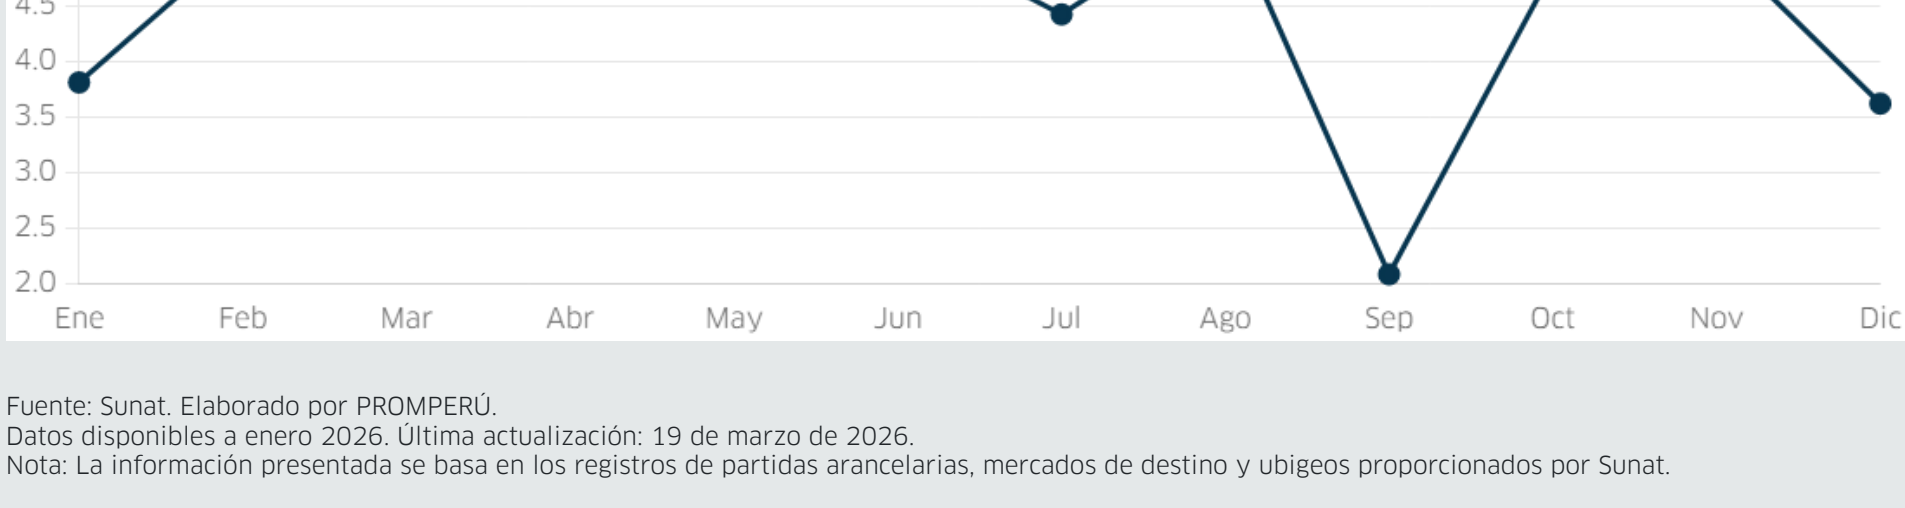 4.5
4.0
3.5
3.0
2.5
2.0
Ene Feb Mar Abr May Jun Jul Ago Sep Oct Nov Dic
Fuente: Sunat. Elaborado por PROMPERÚ.
Datos disponibles a enero 2026. Última actualización: 19 de marzo de 2026.
Nota: La información presentada se basa en los registros de partidas arancelarias, mercados de destino y ubigeos proporcionados por Sunat.